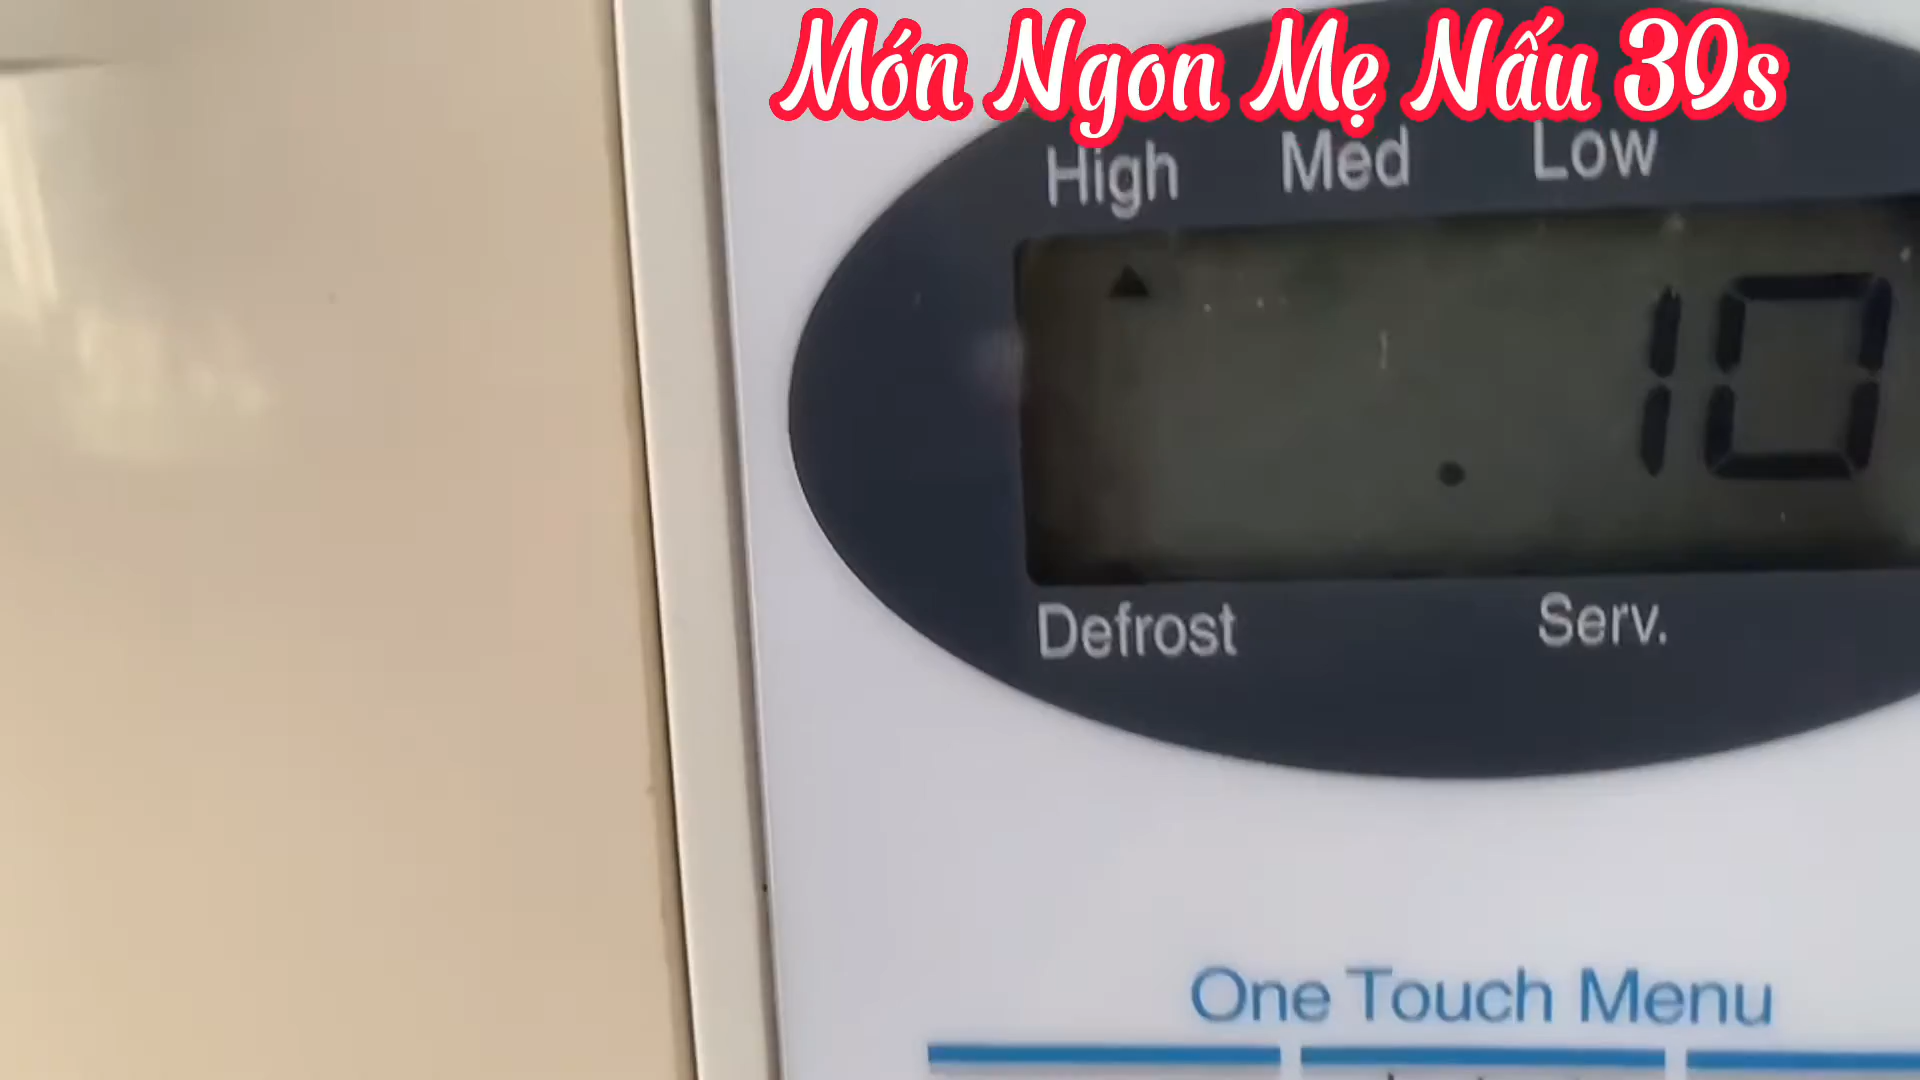 Món Ngon Mẹ Nấu 30s
High Med Low
10
Defrost Serv.
One Touch Menu